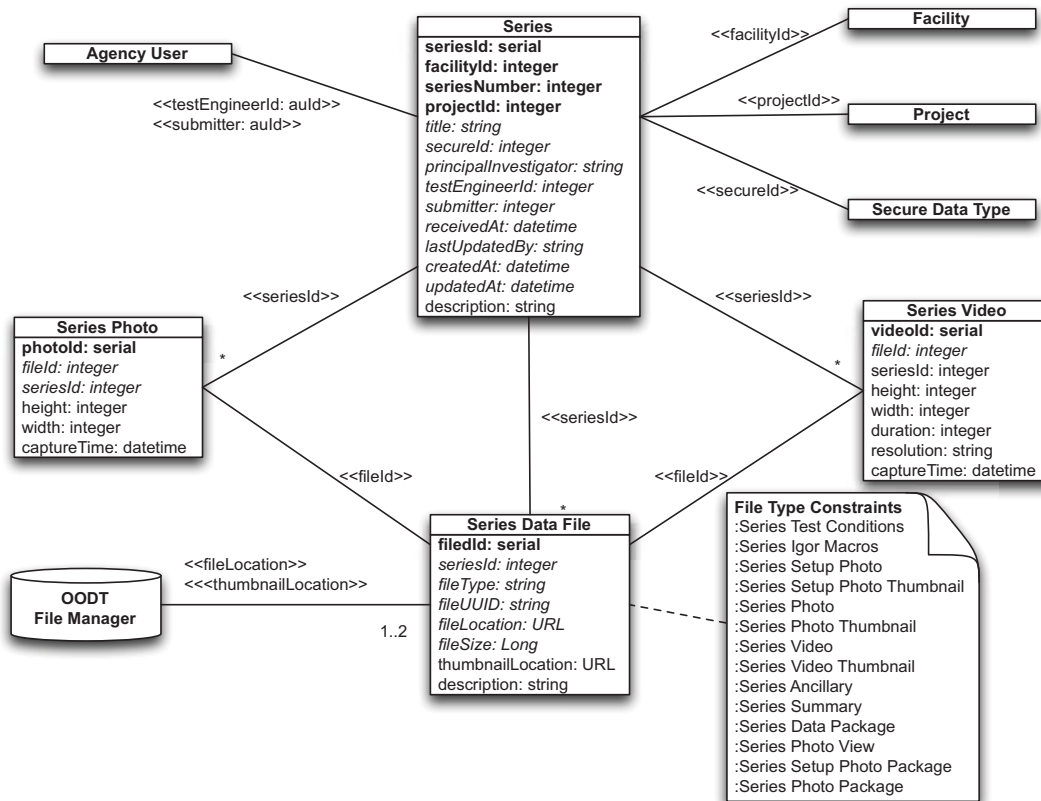 Agency User
<<testEngineerId: auId>>
<<submitter: auId>>
Series
seriesId: serial
facilityId: integer
seriesNumber: integer
projectId: integer
title: string
secureId: integer
principalInvestigator: string
testEngineerId: integer
submitter: integer
receivedAt: datetime
lastUpdatedBy: string
createdAt: datetime
updatedAt: datetime
description: string
<<facilityId>>
Facility
<<projectId>>
Project
<<secureId>>
Secure Data Type
<<seriesId>>
<<seriesId>>
Series Photo
photoId: serial
fileId: integer
seriesId: integer
height: integer
width: integer
captureTime: datetime
*
*
Series Video
videoId: serial
fileId: integer
seriesId: integer
height: integer
width: integer
duration: integer
resolution: string
captureTime: datetime
<<seriesId>>
<<fileId>>
<<fileId>>
*
Series Data File
filedId: serial
seriesId: integer
fileType: string
fileUUID: string
fileLocation: URL
fileSize: Long
thumbnailLocation: URL
description: string
<<fileLocation>>
<<<thumbnailLocation>>
OODT
File Manager
1..2
File Type Constraints
:Series Test Conditions
:Series Igor Macros
:Series Setup Photo
:Series Setup Photo Thumbnail
:Series Photo
:Series Photo Thumbnail
:Series Video
:Series Video Thumbnail
:Series Ancillary
:Series Summary
:Series Data Package
:Series Photo View
:Series Setup Photo Package
:Series Photo Package